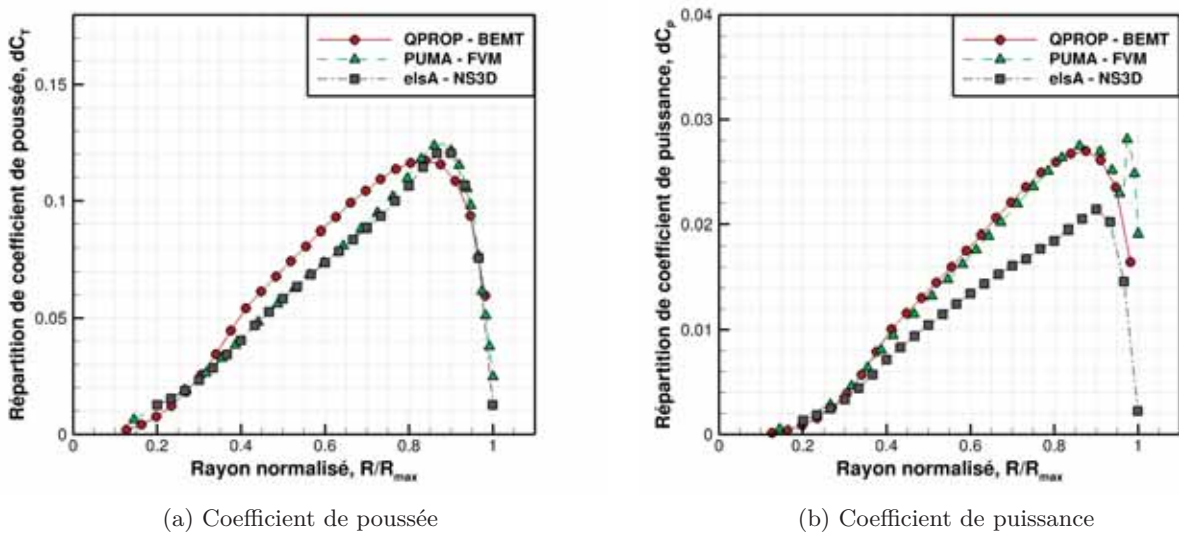 Répartition de coefficient de poussée, dC_T
0.15
0.1
0.05
0
0 0.2 0.4 0.6 0.8 1
Rayon normalisé, R/R_max
QPROP - BEMT
PUMA - FVM
elsA - NS3D
(a) Coefficient de poussée
Répartition de coefficient de puissance, dC_p
0.04
0.03
0.02
0.01
0
0 0.2 0.4 0.6 0.8 1
Rayon normalisé, R/R_max
QPROP - BEMT
PUMA - FVM
elsA - NS3D
(b) Coefficient de puissance